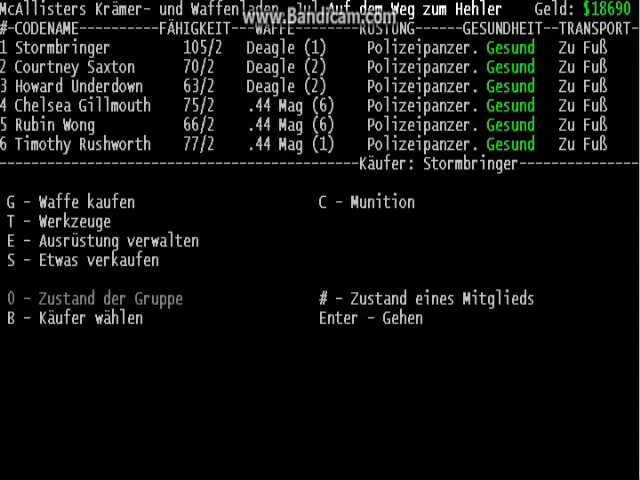 McAllisters Krämer- und Waffenladen, Jul Auf dem Weg zum Hehler Geld: $18690
www.Bandicam.com
#-CODENAME---FÄHIGKEIT---WAFFE---RÜSTUNG---GESUNDHEIT--TRANSPORT-
1 Stormbringer 105/2 Deagle (1) Polizeipanzer. Gesund Zu Fuß
2 Courtney Saxton 70/2 Deagle (2) Polizeipanzer. Gesund Zu Fuß
3 Howard Underdown 63/2 Deagle (2) Polizeipanzer. Gesund Zu Fuß
4 Chelsea Gillmouth 75/2 .44 Mag (6) Polizeipanzer. Gesund Zu Fuß
5 Rubin Wong 66/2 .44 Mag (6) Polizeipanzer. Gesund Zu Fuß
6 Timothy Rushworth 77/2 .44 Mag (1) Polizeipanzer. Gesund Zu Fuß
Käufer: Stormbringer
G - Waffe kaufen C - Munition
T - Werkzeuge
E - Ausrüstung verwalten
S - Etwas verkaufen
0 - Zustand der Gruppe # - Zustand eines Mitglieds
B - Käufer wählen Enter - Gehen